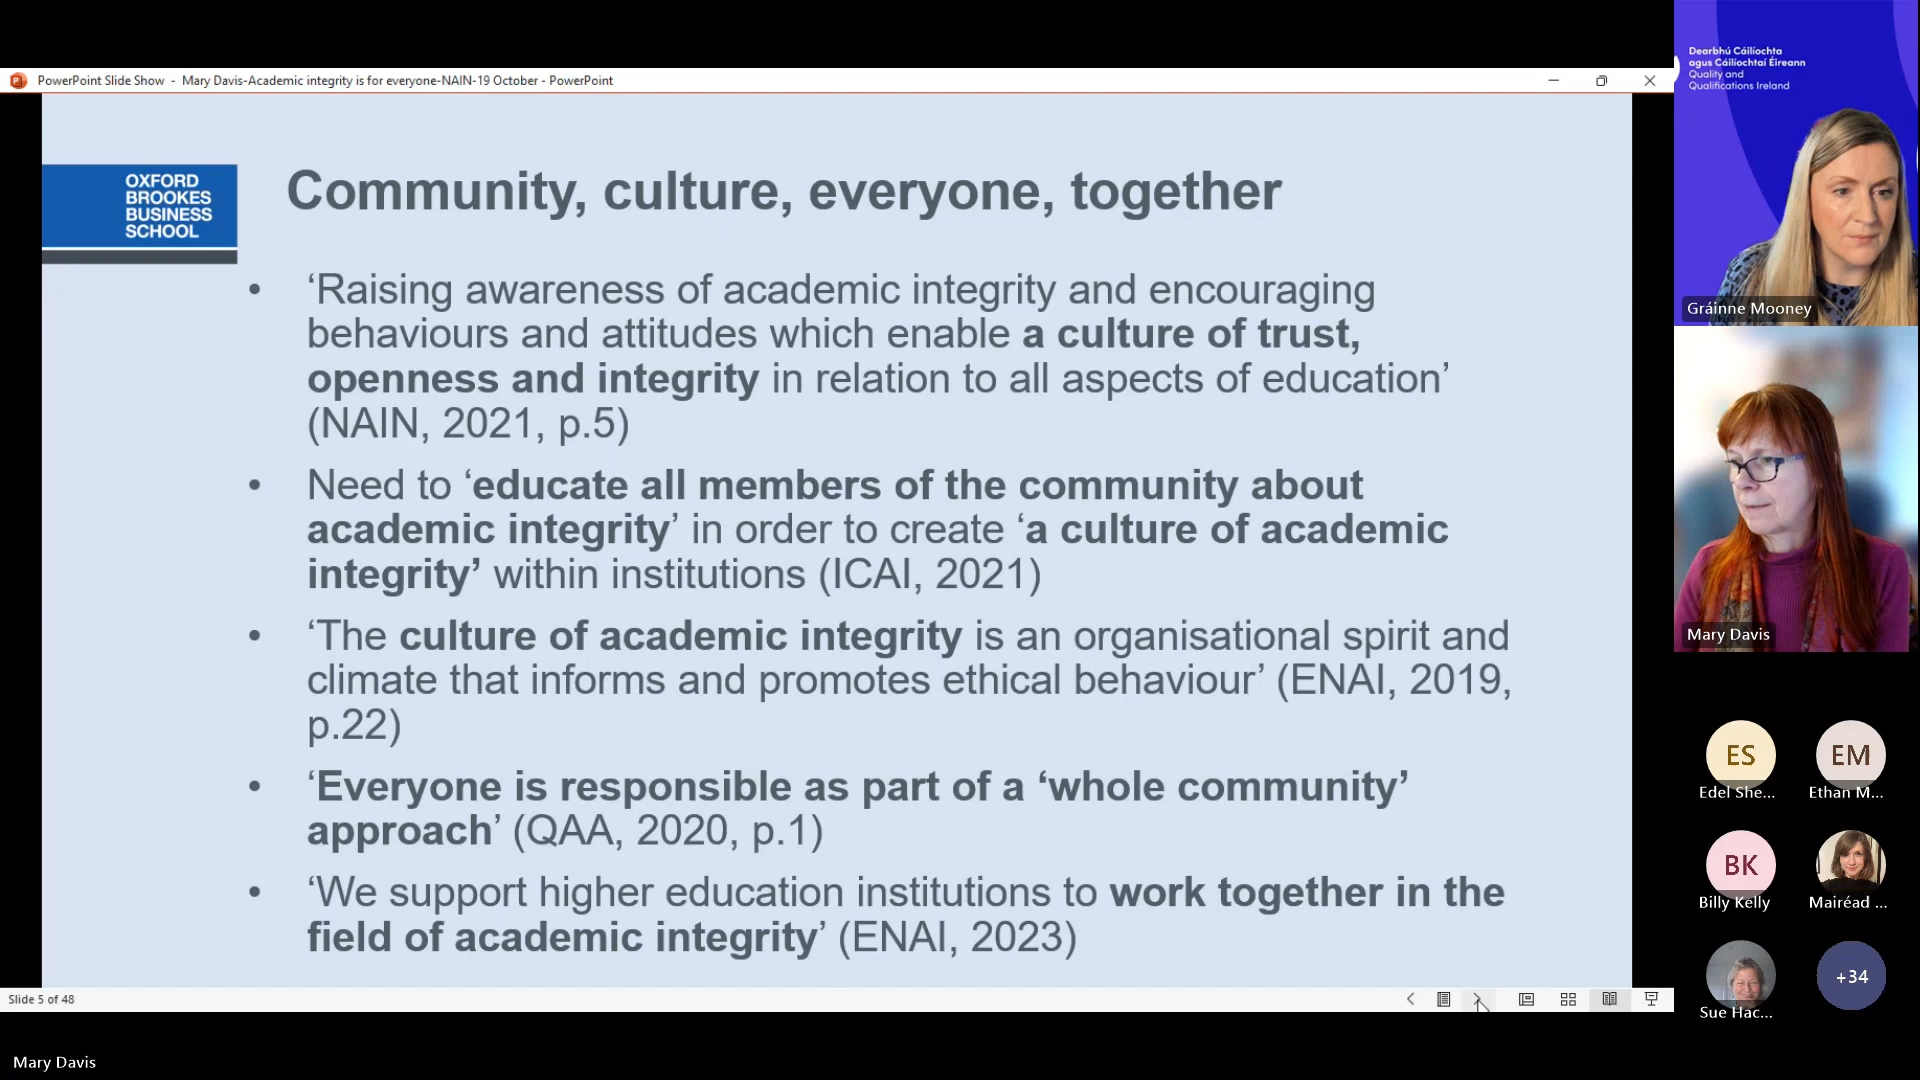 Dearbhú Cáilíochta
agus Cáilíochtaí Éireann
Quality and
Qualifications Ireland
PowerPoint Slide Show - Mary Davis-Academic integrity is for everyone-NAIN-19 October - PowerPoint
OXFORD
BROOKES
BUSINESS
SCHOOL
Community, culture, everyone, together
• ‘Raising awareness of academic integrity and encouraging
behaviours and attitudes which enable a culture of trust,
openness and integrity in relation to all aspects of education’
(NAIN, 2021, p.5)
• Need to ‘educate all members of the community about
academic integrity’ in order to create ‘a culture of academic
integrity’ within institutions (ICAI, 2021)
• ‘The culture of academic integrity is an organisational spirit and
climate that informs and promotes ethical behaviour’ (ENAI, 2019,
p.22)
• ‘Everyone is responsible as part of a ‘whole community’
approach’ (QAA, 2020, p.1)
• ‘We support higher education institutions to work together in the
field of academic integrity’ (ENAI, 2023)
Slide 5 of 48
Mary Davis
Gráinne Mooney
Mary Davis
ES
Edel She...
EM
Ethan M...
BK
Billy Kelly
Mairéad ...
Sue Hac...
+34